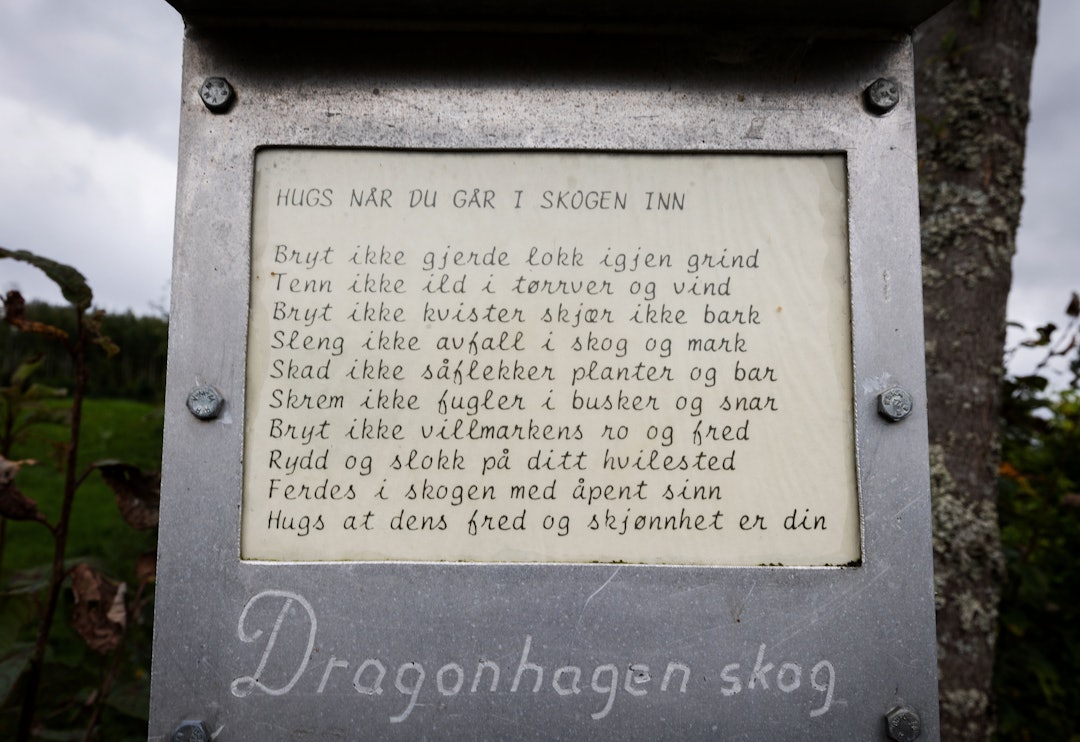 HUGS NÅR DU GÅR I SKOGEN INN
Bryt ikke gjerde lokk igjen grind
Tenn ikke ild i tørrver og vind
Bryt ikke kvister skjær ikke bark
Sleng ikke avfall i skog og mark
Skad ikke såflekker planter og bar
Skrem ikke fugler i busker og snar
Bryt ikke villmarkens ro og fred
Rydd og slokk på ditt hvilested
Ferdes i skogen med åpent sinn
Hugs at dens fred og skjønnhet er din
Dragonhagen skog